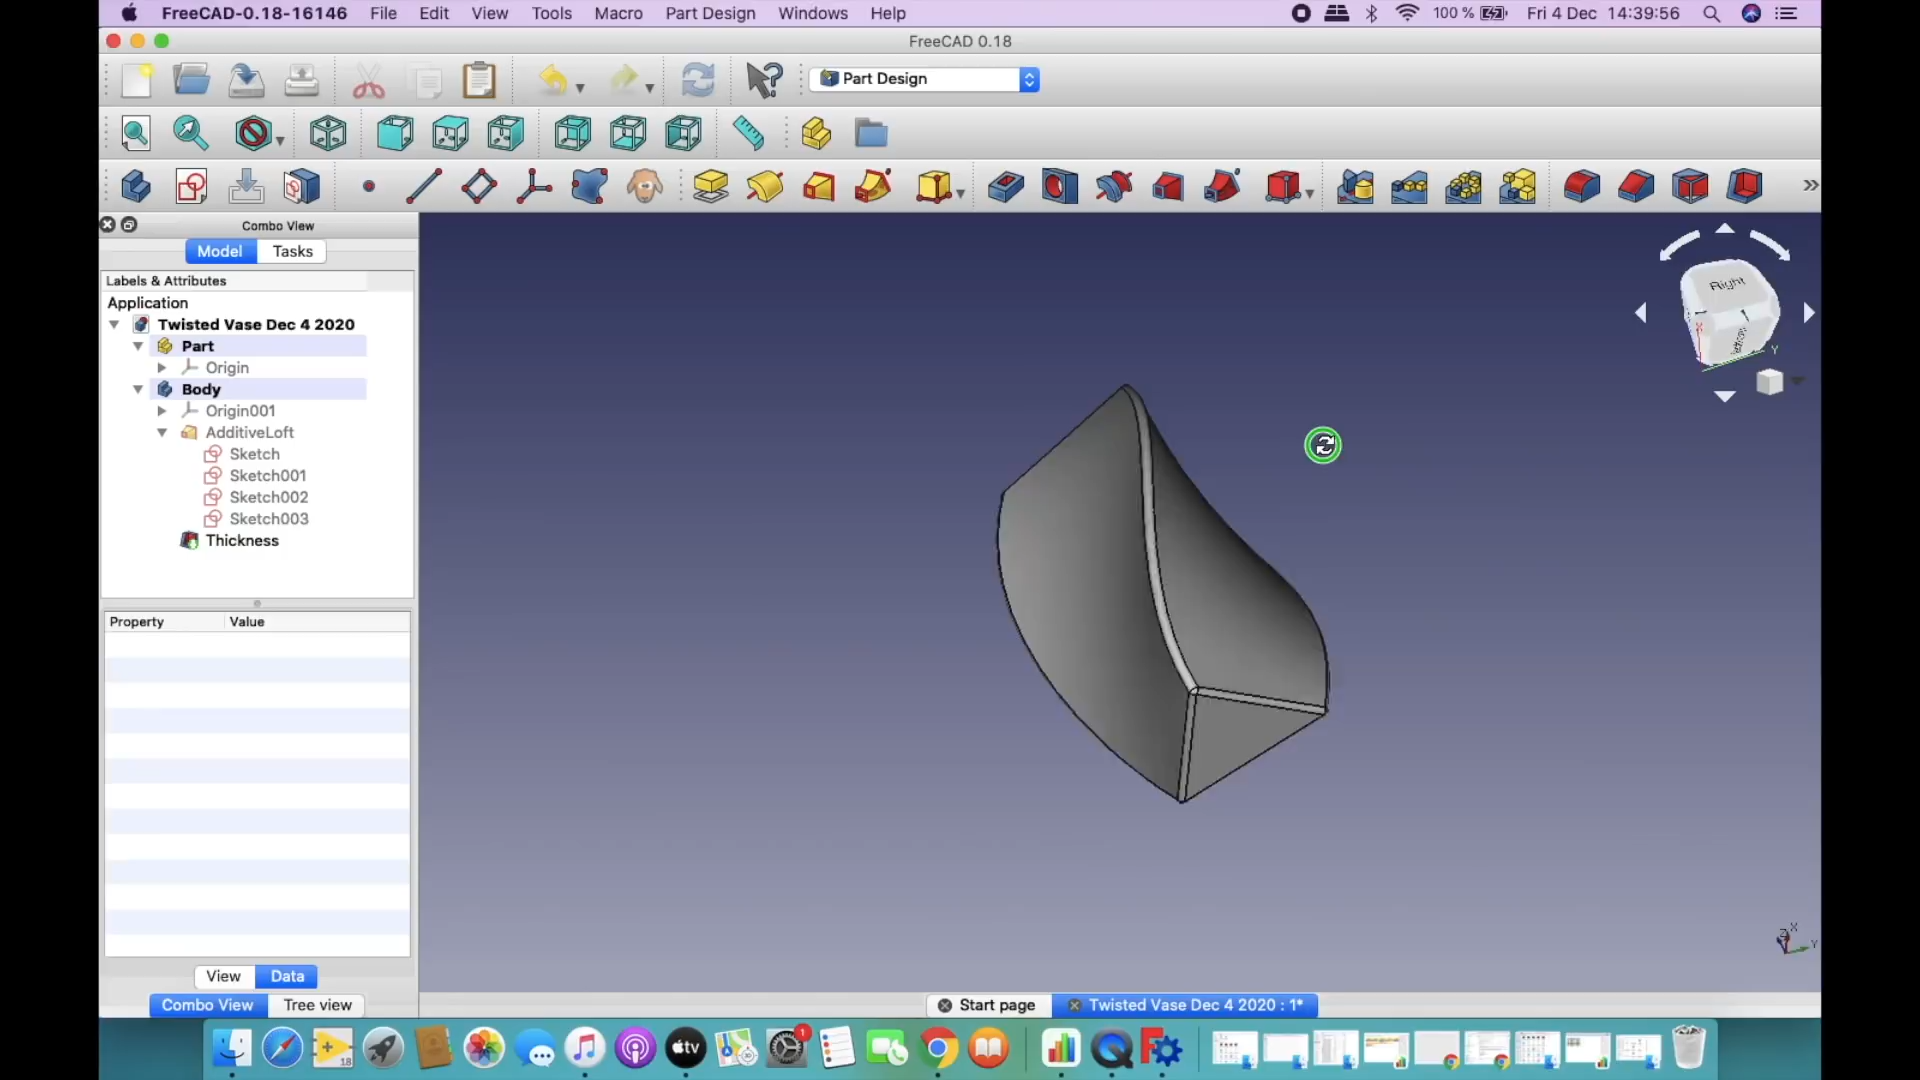 FreeCAD-0.18-16146 File Edit View Tools Macro Part Design Windows Help 100 % Fri 4 Dec 14:39:56
FreeCAD 0.18
Part Design
Combo View
Model Tasks
Labels & Attributes
Application
Twisted Vase Dec 4 2020
Part
Origin
Body
Origin001
AdditiveLoft
Sketch
Sketch001
Sketch002
Sketch003
Thickness
Right
X
Y
Property Value
X
Z
Y
View Data
Combo View Tree view
Start page Twisted Vase Dec 4 2020 : 1*
18
tv
1